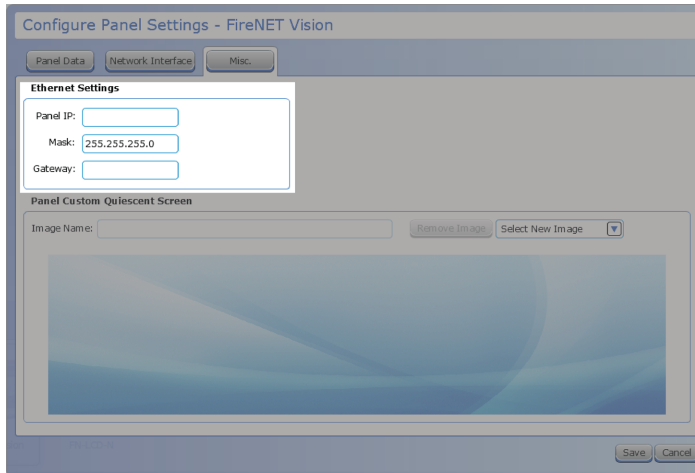 Configure Panel Settings - FireNET Vision
Panel Data Network Interface Misc.
Ethernet Settings
Panel IP:
Mask: 255.255.255.0
Gateway:
Panel Custom Quiescent Screen
Image Name: Remove Image Select New Image
Save Cancel